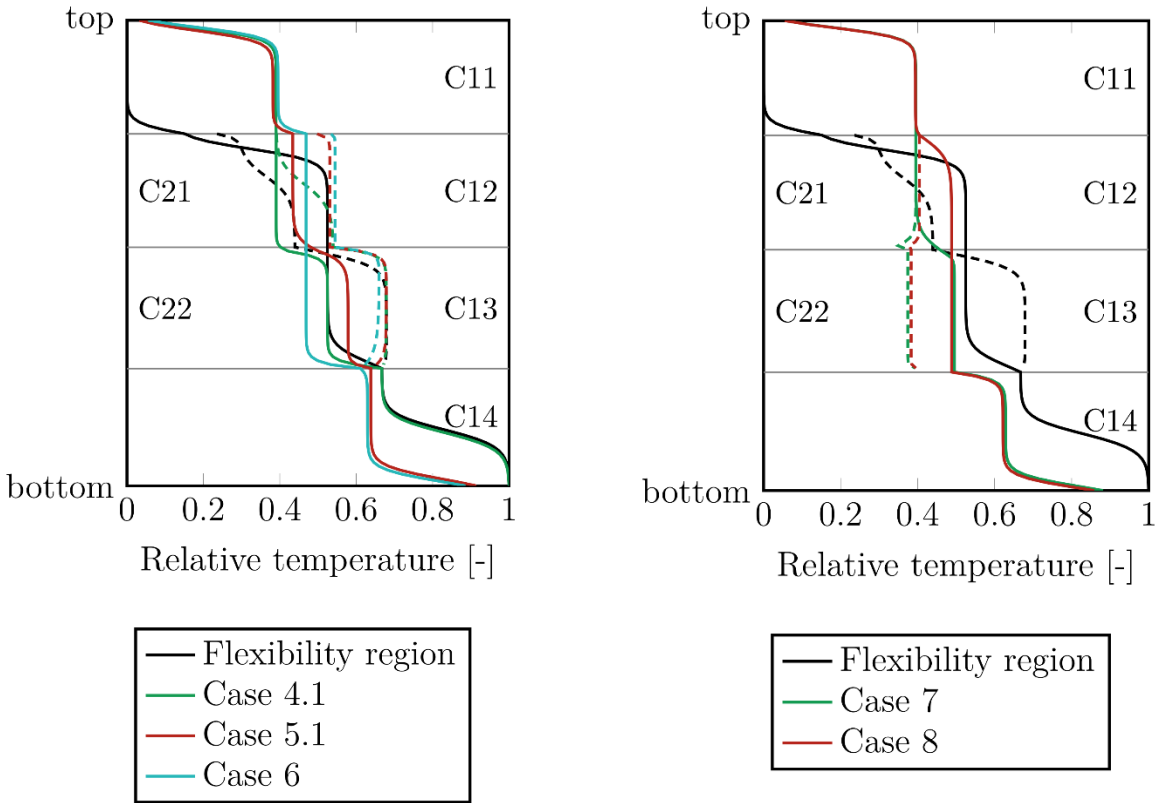 top
C11
C21
C12
C22
C13
C14
bottom
0
0.2
0.4
0.6
0.8
1
Relative temperature [-]
Flexibility region
Case 4.1
Case 5.1
Case 6
top
C11
C21
C12
C22
C13
C14
bottom
0
0.2
0.4
0.6
0.8
1
Relative temperature [-]
Flexibility region
Case 7
Case 8